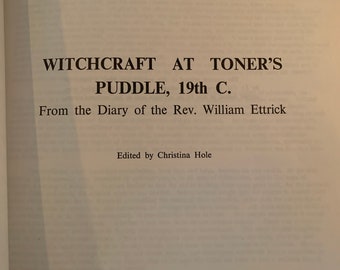 WITCHCRAFT AT TONER'S
PUDDLE, 19th C.
From the Diary of the Rev. William Ettrick
Edited by Christina Hole